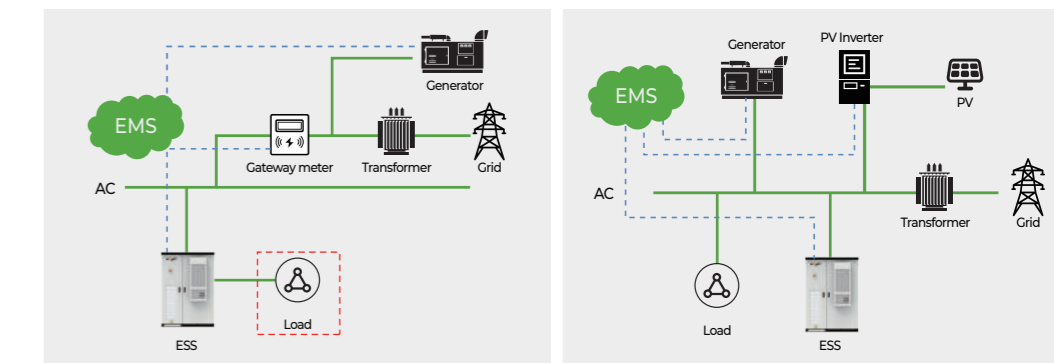 Generator
EMS
Gateway meter
Transformer
Grid
AC
Load
ESS
Generator
PV Inverter
EMS
PV
AC
Transformer
Grid
Load
ESS